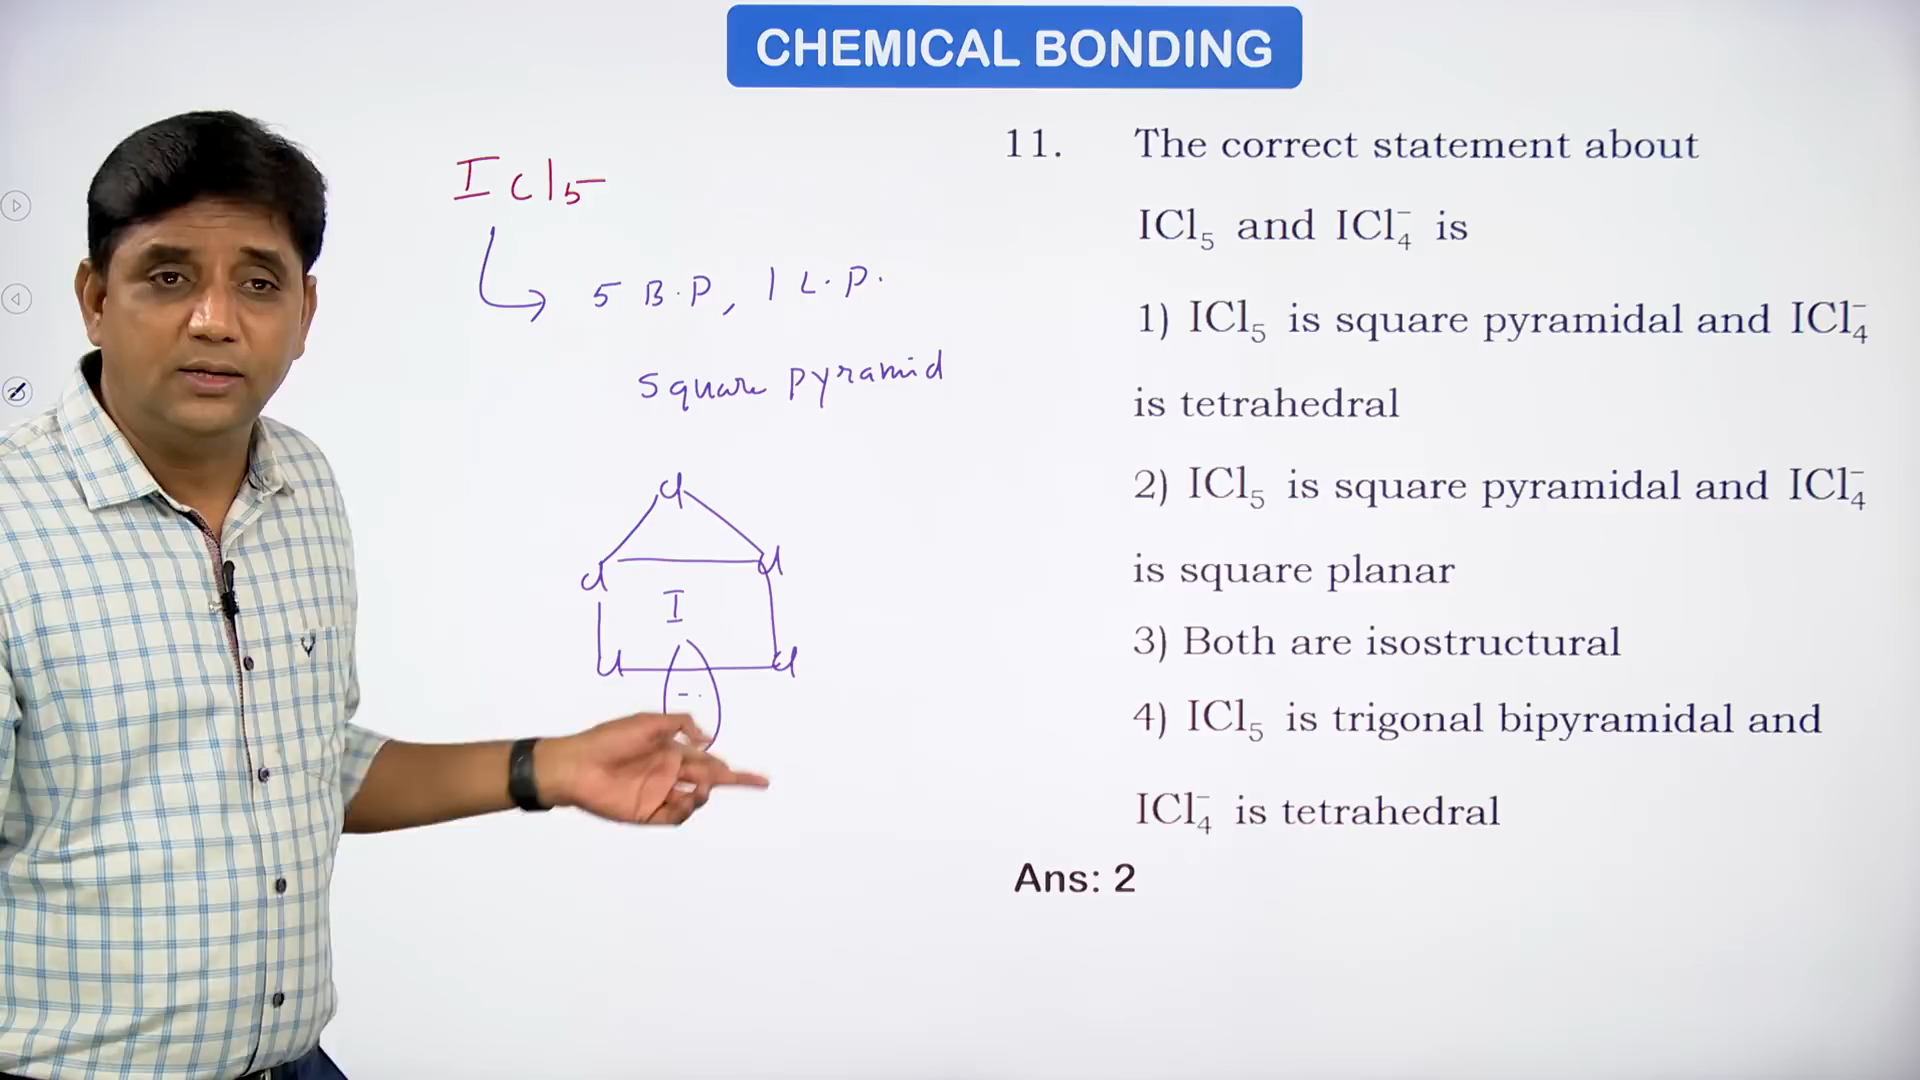 CHEMICAL BONDING
ICl5
5 B.P, 1 L.P.
Square pyramid
Cl
Cl Cl
I
Cl Cl
11. The correct statement about
ICl₅ and ICl₄⁻ is
1) ICl₅ is square pyramidal and ICl₄⁻
is tetrahedral
2) ICl₅ is square pyramidal and ICl₄⁻
is square planar
3) Both are isostructural
4) ICl₅ is trigonal bipyramidal and
ICl₄⁻ is tetrahedral
Ans: 2